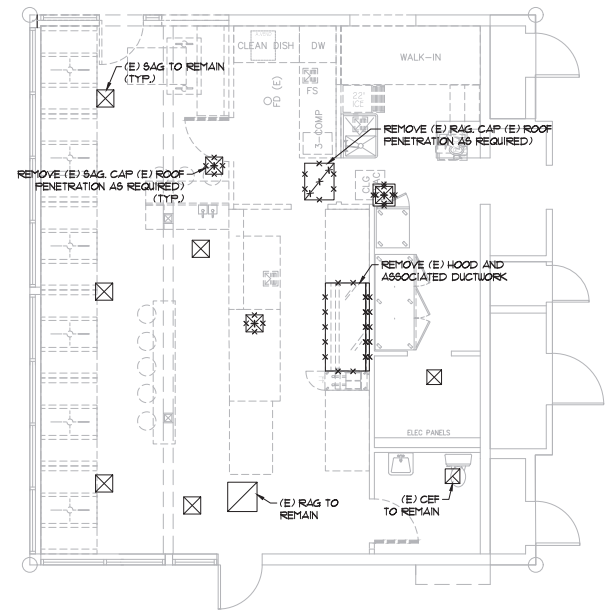 CLEAN DISH
DW
WALK-IN
(E) SAG TO REMAIN
(TYP.)
FD (E)
FS
22"
ICE
3-COMP
REMOVE (E) RAG. CAP (E) ROOF
PENETRATION AS REQUIRED)
REMOVE (E) SAG. CAP (E) ROOF
PENETRATION AS REQUIRED)
(TYP.)
CLG
REMOVE (E) HOOD AND
ASSOCIATED DUCTWORK
ELEC PANELS
(E) RAG TO
REMAIN
(E) CEF
TO REMAIN